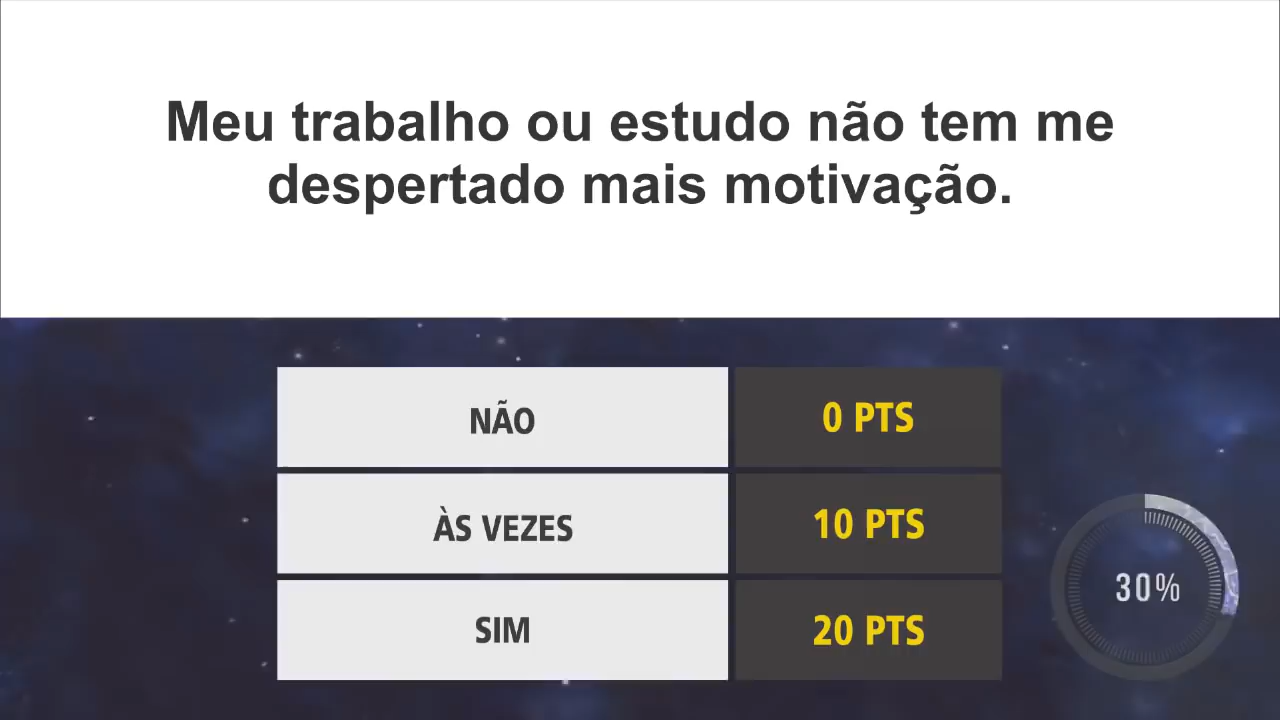 Meu trabalho ou estudo não tem me
despertado mais motivação.
NÃO 0 PTS
ÀS VEZES 10 PTS
SIM 20 PTS
30%